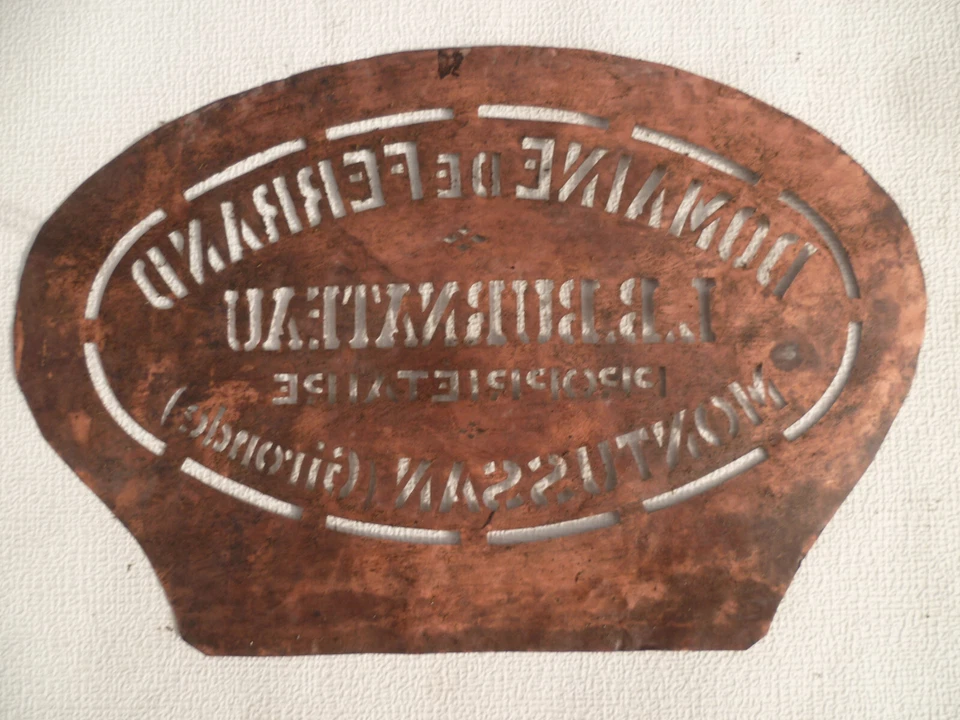 DOMAINE DE FERRAND
L.B.BURNATEAU
PROPRIETAIRE
MONTUSSAN (Gironde)